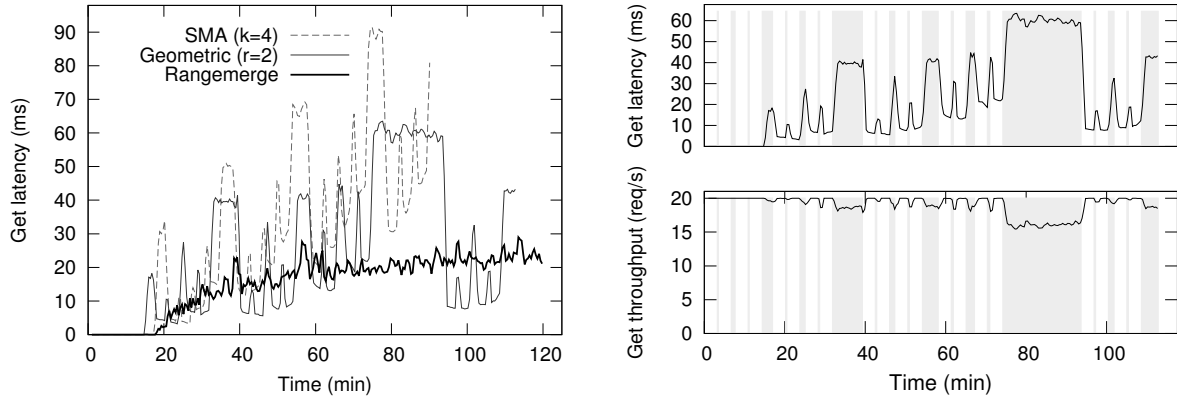 Get latency (ms)
90
80
70
60
50
40
30
20
10
0
SMA (k=4)
Geometric (r=2)
Rangemerge
0 20 40 60 80 100 120
Time (min)
Get latency (ms)
60
50
40
30
20
10
0
Get throughput (req/s)
20
15
10
5
0
0 20 40 60 80 100
Time (min)